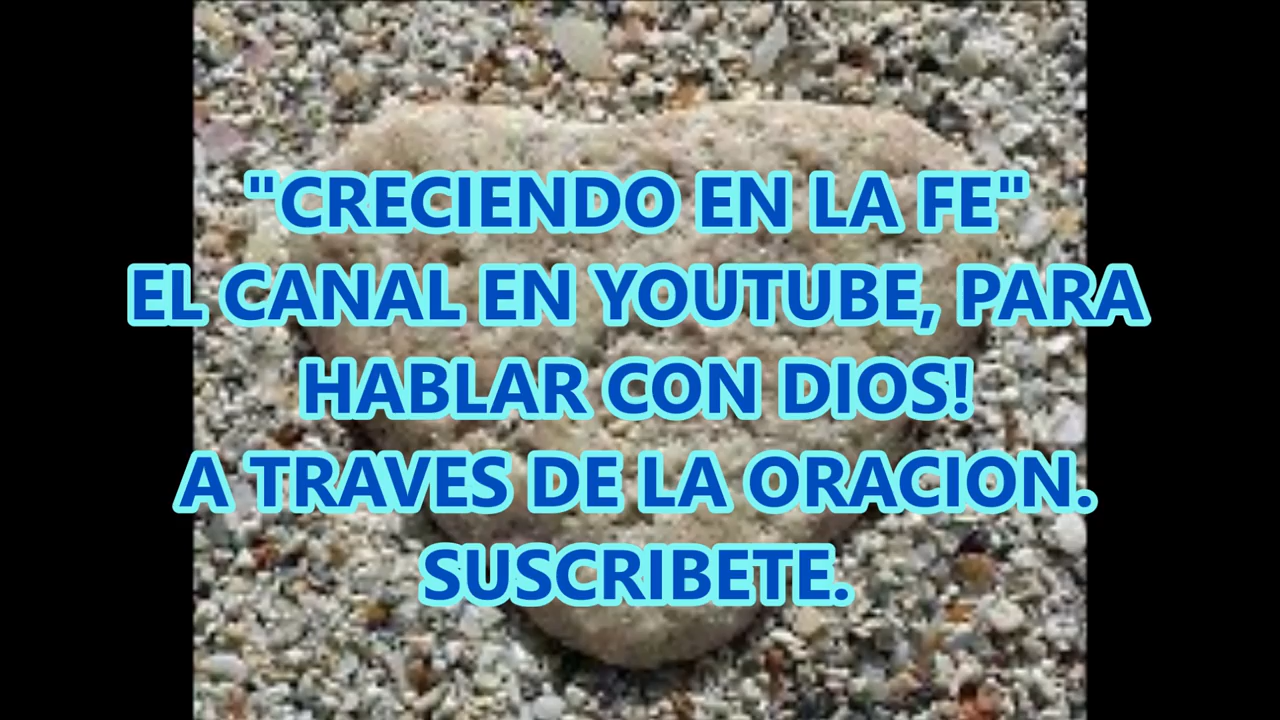 "CRECIENDO EN LA FE"
EL CANAL EN YOUTUBE, PARA
HABLAR CON DIOS!
A TRAVES DE LA ORACION.
SUSCRIBETE.